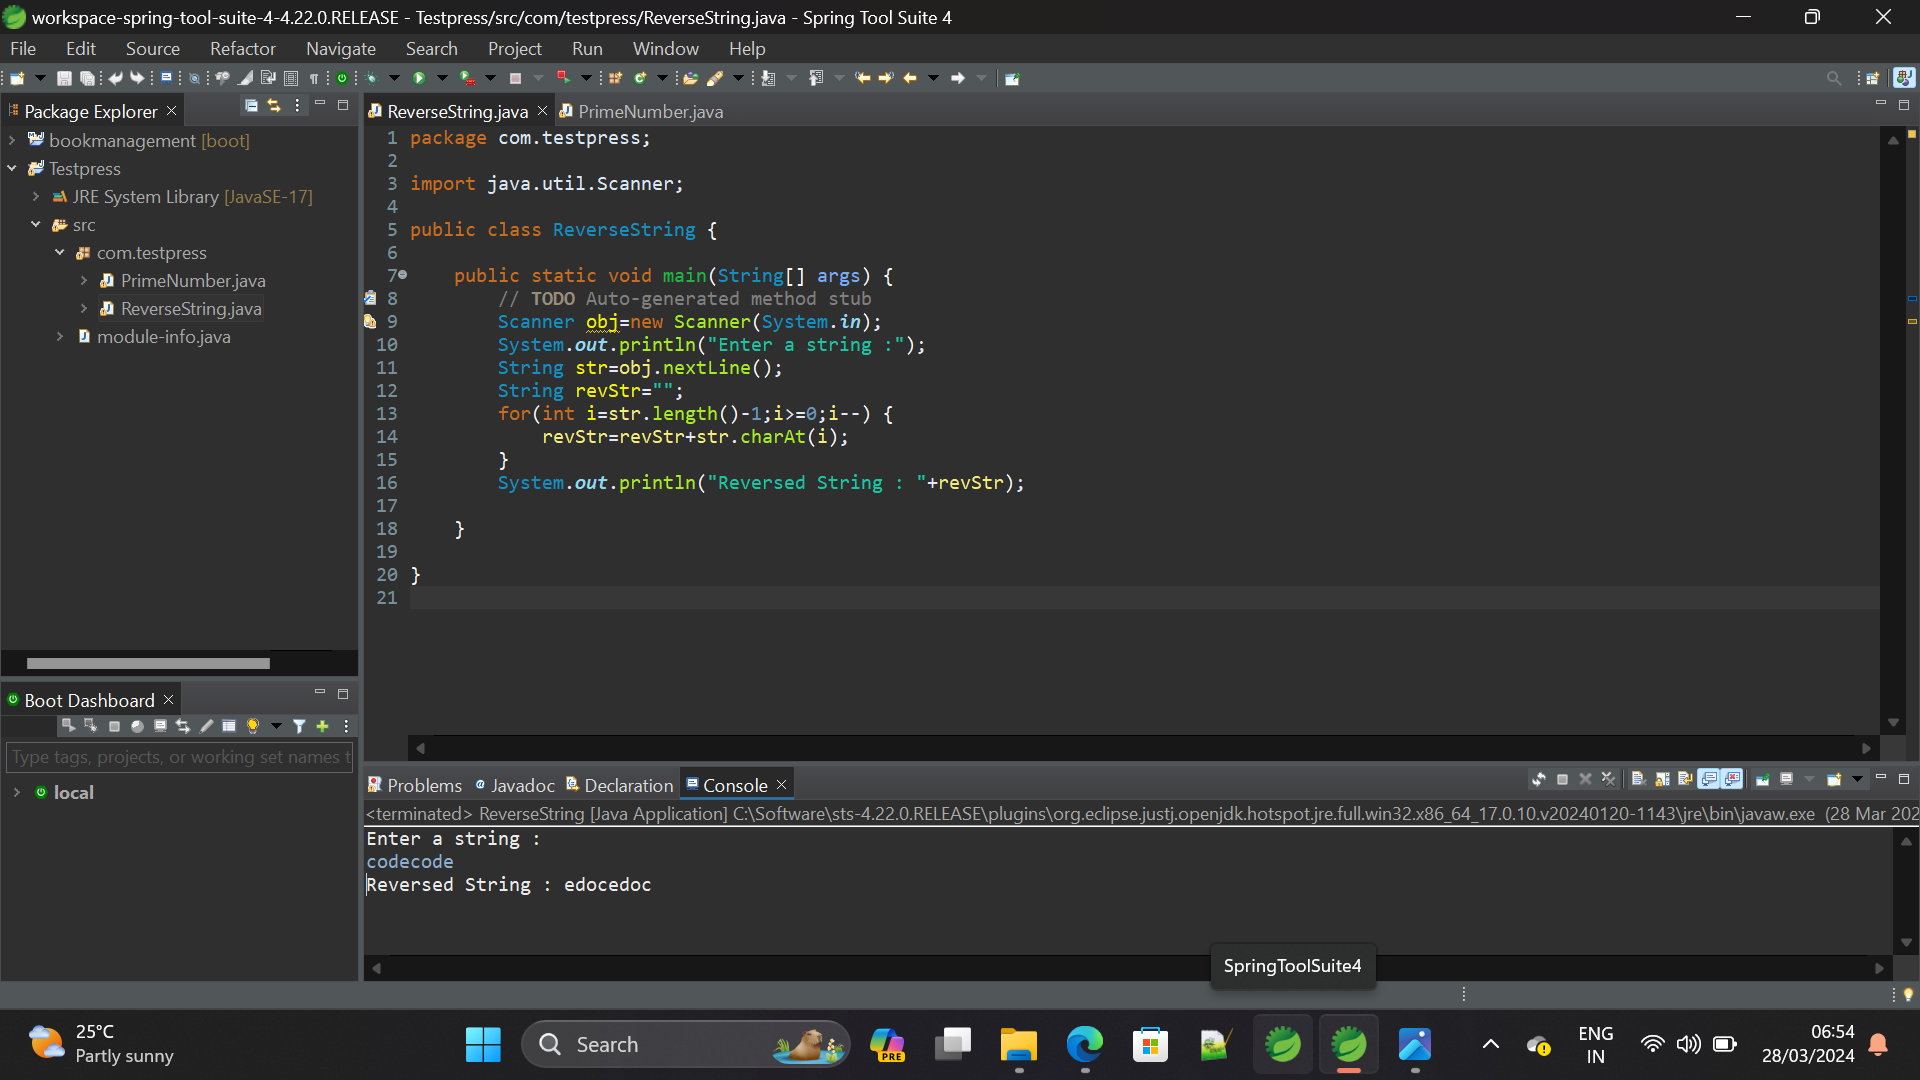 workspace-spring-tool-suite-4-4.22.0.RELEASE - Testpress/src/com/testpress/ReverseString.java - Spring Tool Suite 4
File Edit Source Refactor Navigate Search Project Run Window Help
Package Explorer
bookmanagement [boot]
Testpress
JRE System Library [JavaSE-17]
src
com.testpress
PrimeNumber.java
ReverseString.java
module-info.java
ReverseString.java PrimeNumber.java
1 package com.testpress;
2
3 import java.util.Scanner;
4
5 public class ReverseString {
6
7 public static void main(String[] args) {
8 // TODO Auto-generated method stub
9 Scanner obj=new Scanner(System.in);
10 System.out.println("Enter a string :");
11 String str=obj.nextLine();
12 String revStr="";
13 for(int i=str.length()-1;i>=0;i--) {
14 revStr=revStr+str.charAt(i);
15 }
16 System.out.println("Reversed String : "+revStr);
17
18 }
19
20 }
21
Boot Dashboard
Type tags, projects, or working set names t
local
Problems Javadoc Declaration Console
<terminated> ReverseString [Java Application] C:\Software\sts-4.22.0.RELEASE\plugins\org.eclipse.justj.openjdk.hotspot.jre.full.win32.x86_64_17.0.10.v20240120-1143\jre\bin\javaw.exe (28 Mar 202
Enter a string :
codecode
Reversed String : edocedoc
SpringToolSuite4
25°C
Partly sunny
Search
PRE
ENG
IN
06:54
28/03/2024